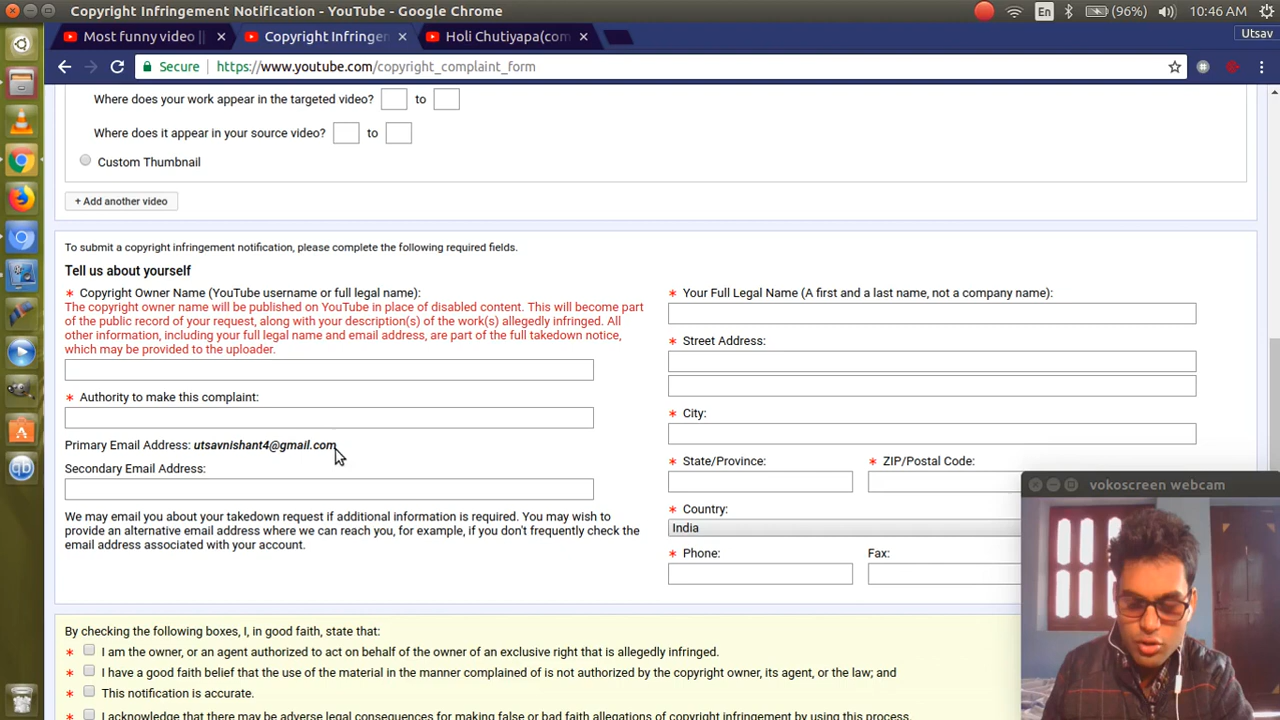 Copyright Infringement Notification - YouTube - Google Chrome
En
(96%)
10:46 AM
Most funny video ||
Copyright Infringe
Holi Chutiyapa(com
Utsav
Secure
https://www.youtube.com/copyright_complaint_form
Where does your work appear in the targeted video? to
Where does it appear in your source video? to
Custom Thumbnail
+ Add another video
To submit a copyright infringement notification, please complete the following required fields.
Tell us about yourself
* Copyright Owner Name (YouTube username or full legal name):
The copyright owner name will be published on YouTube in place of disabled content. This will become part
of the public record of your request, along with your description(s) of the work(s) allegedly infringed. All
other information, including your full legal name and email address, are part of the full takedown notice,
which may be provided to the uploader.
* Authority to make this complaint:
Primary Email Address: utsavnishant4@gmail.com
Secondary Email Address:
We may email you about your takedown request if additional information is required. You may wish to
provide an alternative email address where we can reach you, for example, if you don't frequently check the
email address associated with your account.
* Your Full Legal Name (A first and a last name, not a company name):
* Street Address:
* City:
* State/Province:
* ZIP/Postal Code:
* Country:
India
* Phone:
Fax:
vokoscreen webcam
By checking the following boxes, I, in good faith, state that:
* I am the owner, or an agent authorized to act on behalf of the owner of an exclusive right that is allegedly infringed.
* I have a good faith belief that the use of the material in the manner complained of is not authorized by the copyright owner, its agent, or the law; and
* This notification is accurate.
* I acknowledge that there may be adverse legal consequences for making false or bad faith allegations of copyright infringement by using this process.
qb